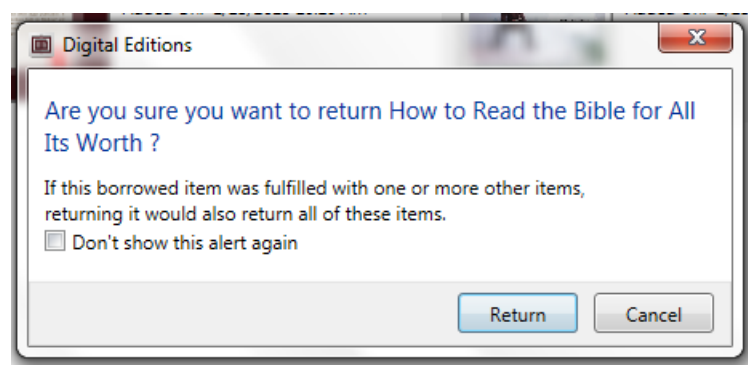 Digital Editions
Are you sure you want to return How to Read the Bible for All
Its Worth ?
If this borrowed item was fulfilled with one or more other items,
returning it would also return all of these items.
Don't show this alert again
Return
Cancel